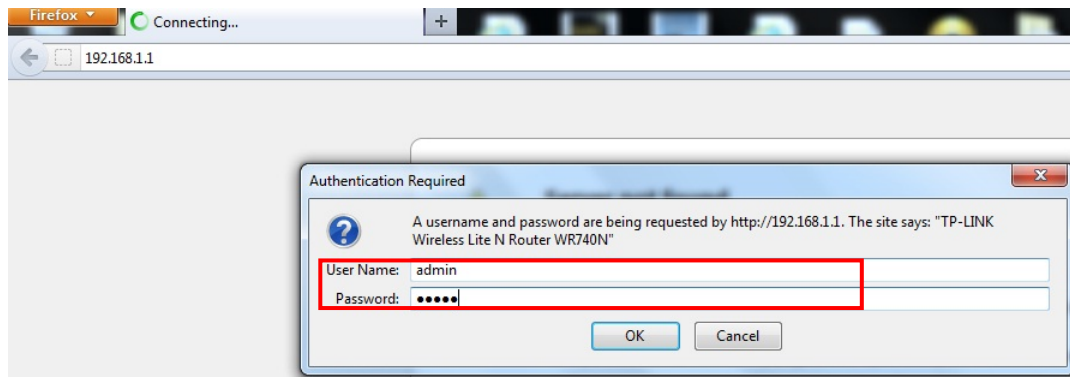 Firefox
Connecting...
192.168.1.1
Authentication Required
A username and password are being requested by http://192.168.1.1. The site says: "TP-LINK
Wireless Lite N Router WR740N"
User Name: admin
Password: •••••
OK Cancel